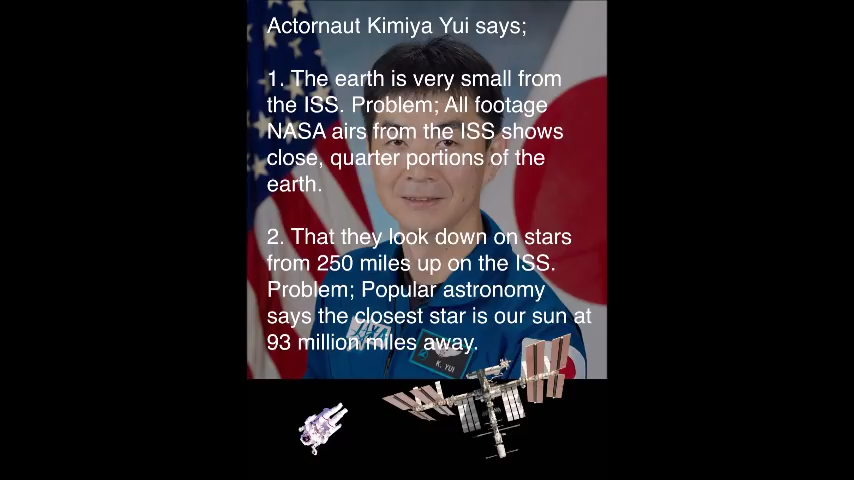 Actornaut Kimiya Yui says;
1. The earth is very small from
the ISS. Problem; All footage
NASA airs from the ISS shows
close, quarter portions of the
earth.
2. That they look down on stars
from 250 miles up on the ISS.
Problem; Popular astronomy
says the closest star is our sun at
93 million miles away.
K. YUI